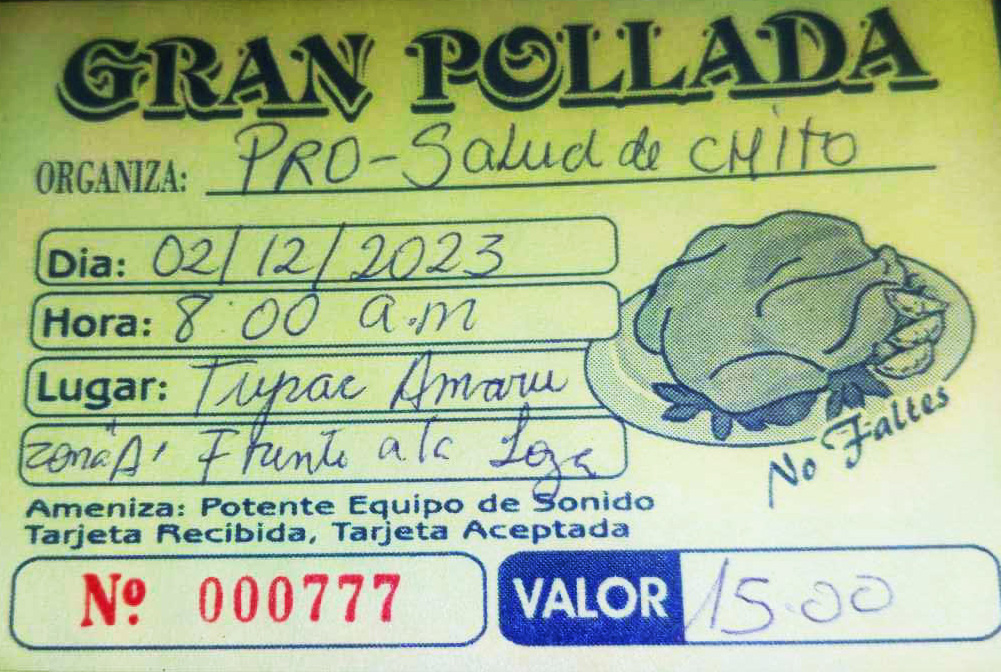 GRAN POLLADA
ORGANIZA: PRO-Salud de CHITO
Dia: 02/12/2023
Hora: 8:00 a.m
Lugar: Tupac Amaru
zona "A" Frente a la Loza
No Faltes
Ameniza: Potente Equipo de Sonido
Tarjeta Recibida, Tarjeta Aceptada
Nº 000777
VALOR 15.00